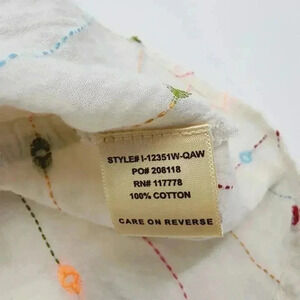 STYLE# I-12351W-QAW
PO# 208118
RN# 117778
100% COTTON
CARE ON REVERSE